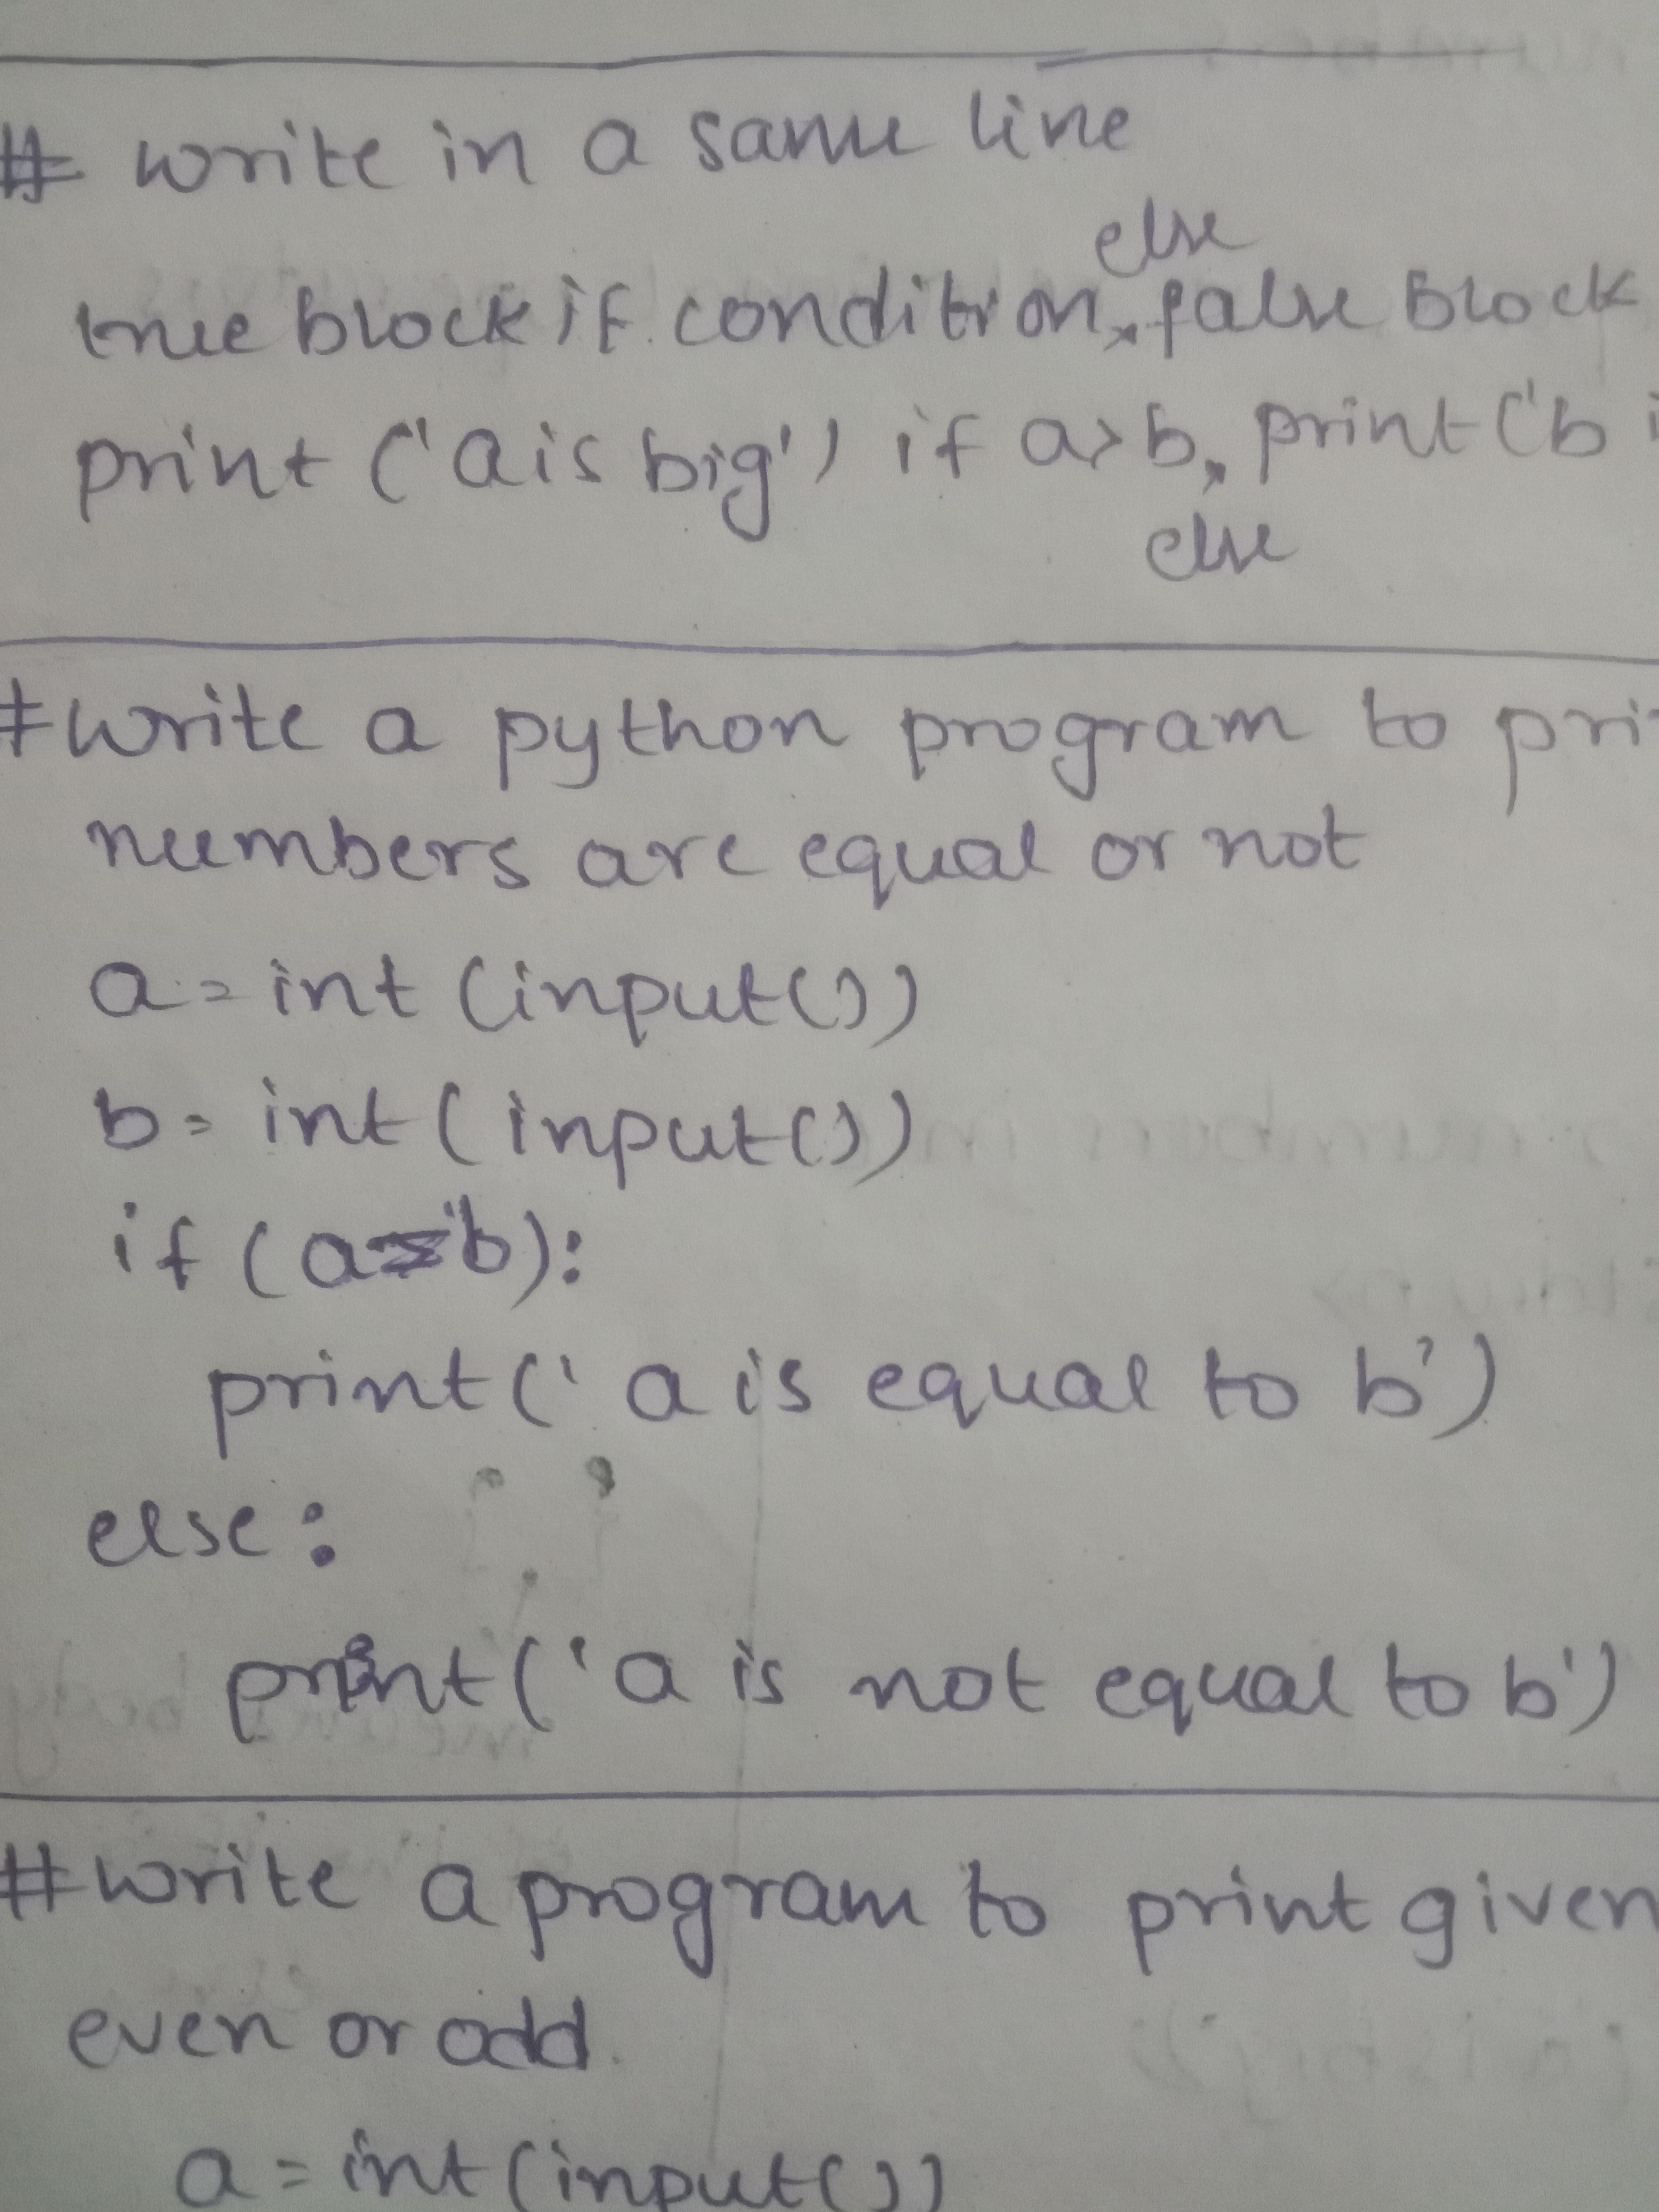 # write in a same line
else
true block if condition, false Block
print ('a is big') if a>b, print ('b i
else
# write a python program to pri
numbers are equal or not
a = int (input())
b = int (input())
if (a==b):
print (' a is equal to b')
else :
print (' a is not equal to b')
# write a program to print given
even or odd.
a = int (input())